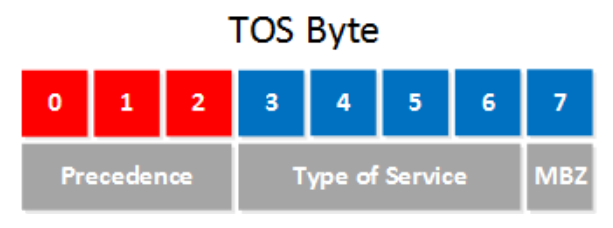 TOS Byte
0 1 2 3 4 5 6 7
Precedence Type of Service MBZ